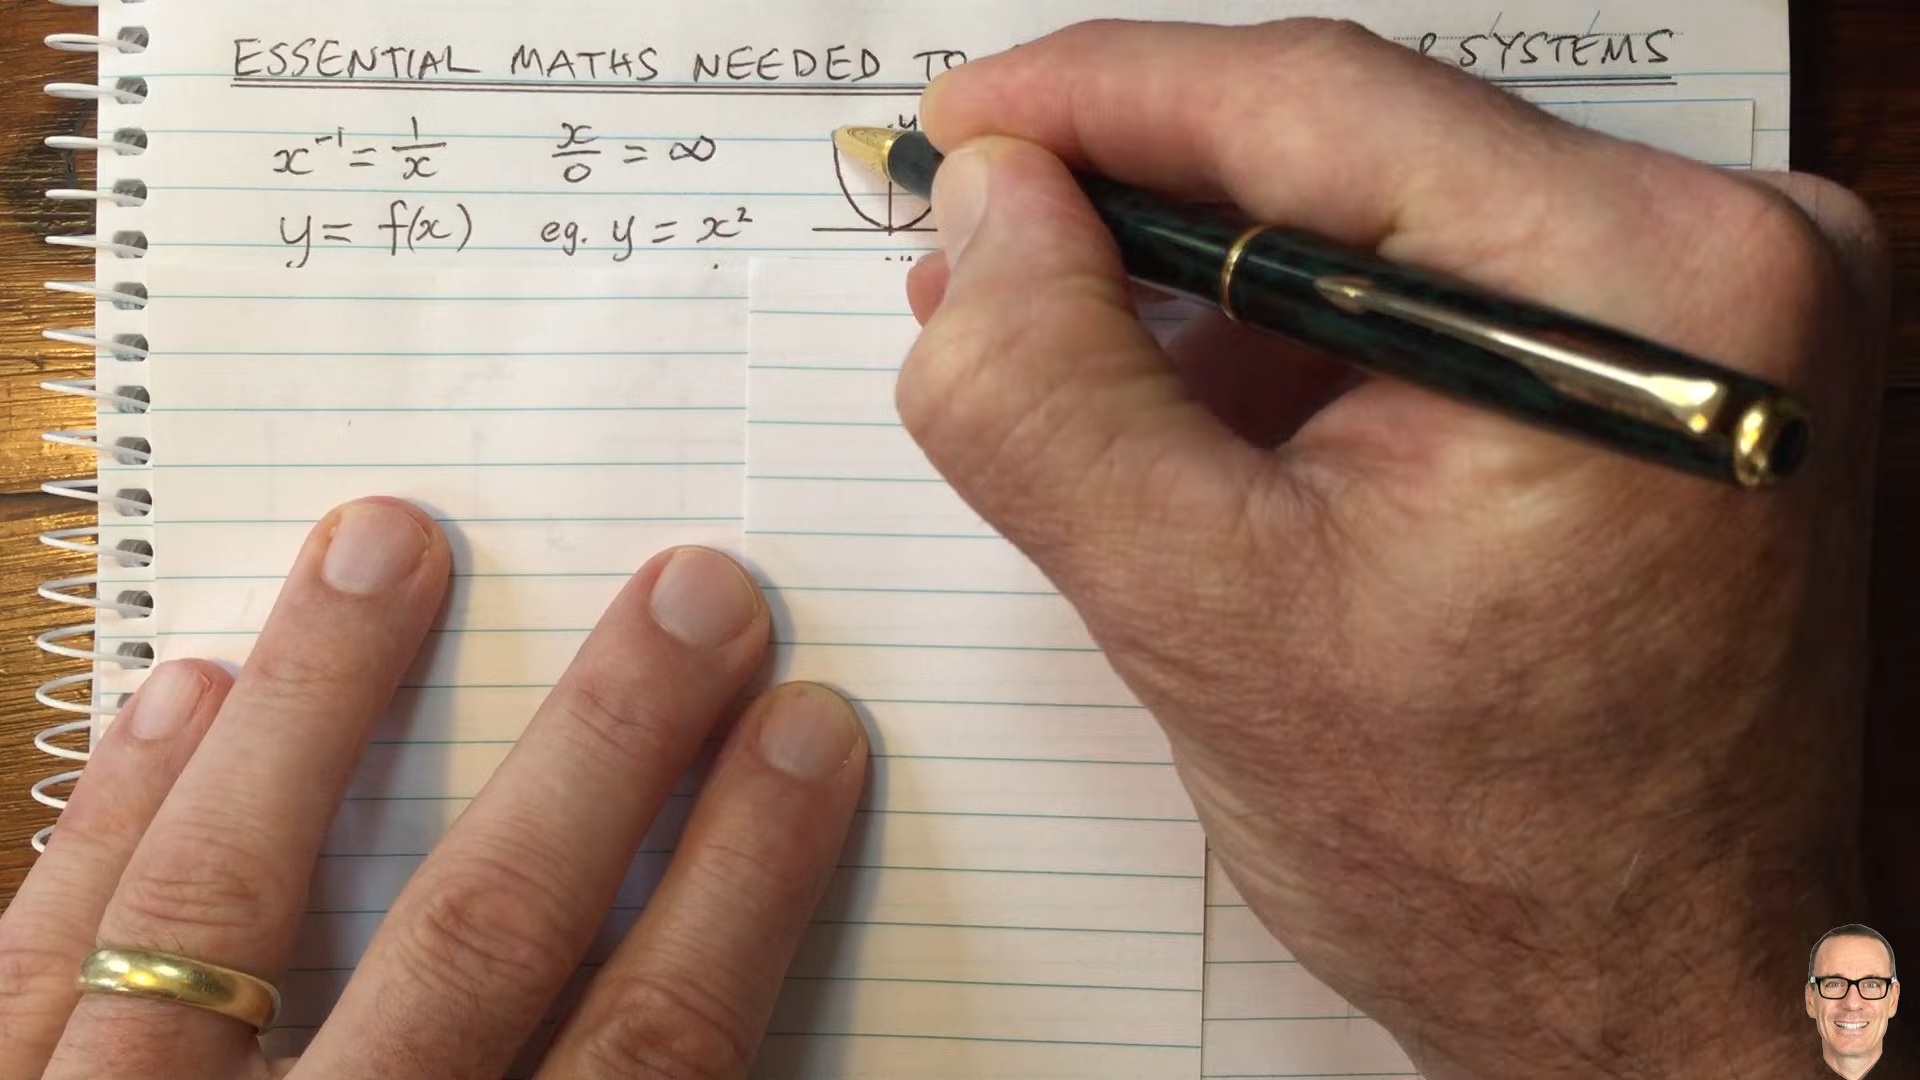 ESSENTIAL MATHS NEEDED TO SYSTEMS
x⁻¹ = 1/x x/0 = ∞ y
y = f(x) eg. y = x²